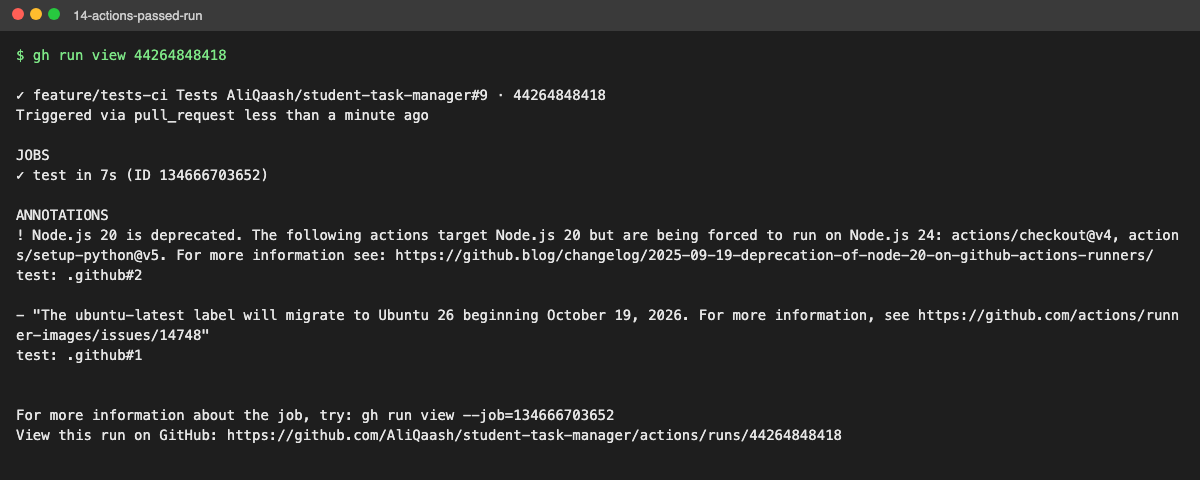 14-actions-passed-run
$ gh run view 44264848418
✓ feature/tests-ci Tests AliQaash/student-task-manager#9 · 44264848418
Triggered via pull_request less than a minute ago
JOBS
✓ test in 7s (ID 134666703652)
ANNOTATIONS
! Node.js 20 is deprecated. The following actions target Node.js 20 but are being forced to run on Node.js 24: actions/checkout@v4, action
s/setup-python@v5. For more information see: https://github.blog/changelog/2025-09-19-deprecation-of-node-20-on-github-actions-runners/
test: .github#2
- "The ubuntu-latest label will migrate to Ubuntu 26 beginning October 19, 2026. For more information, see https://github.com/actions/runn
er-images/issues/14748"
test: .github#1
For more information about the job, try: gh run view --job=134666703652
View this run on GitHub: https://github.com/AliQaash/student-task-manager/actions/runs/44264848418